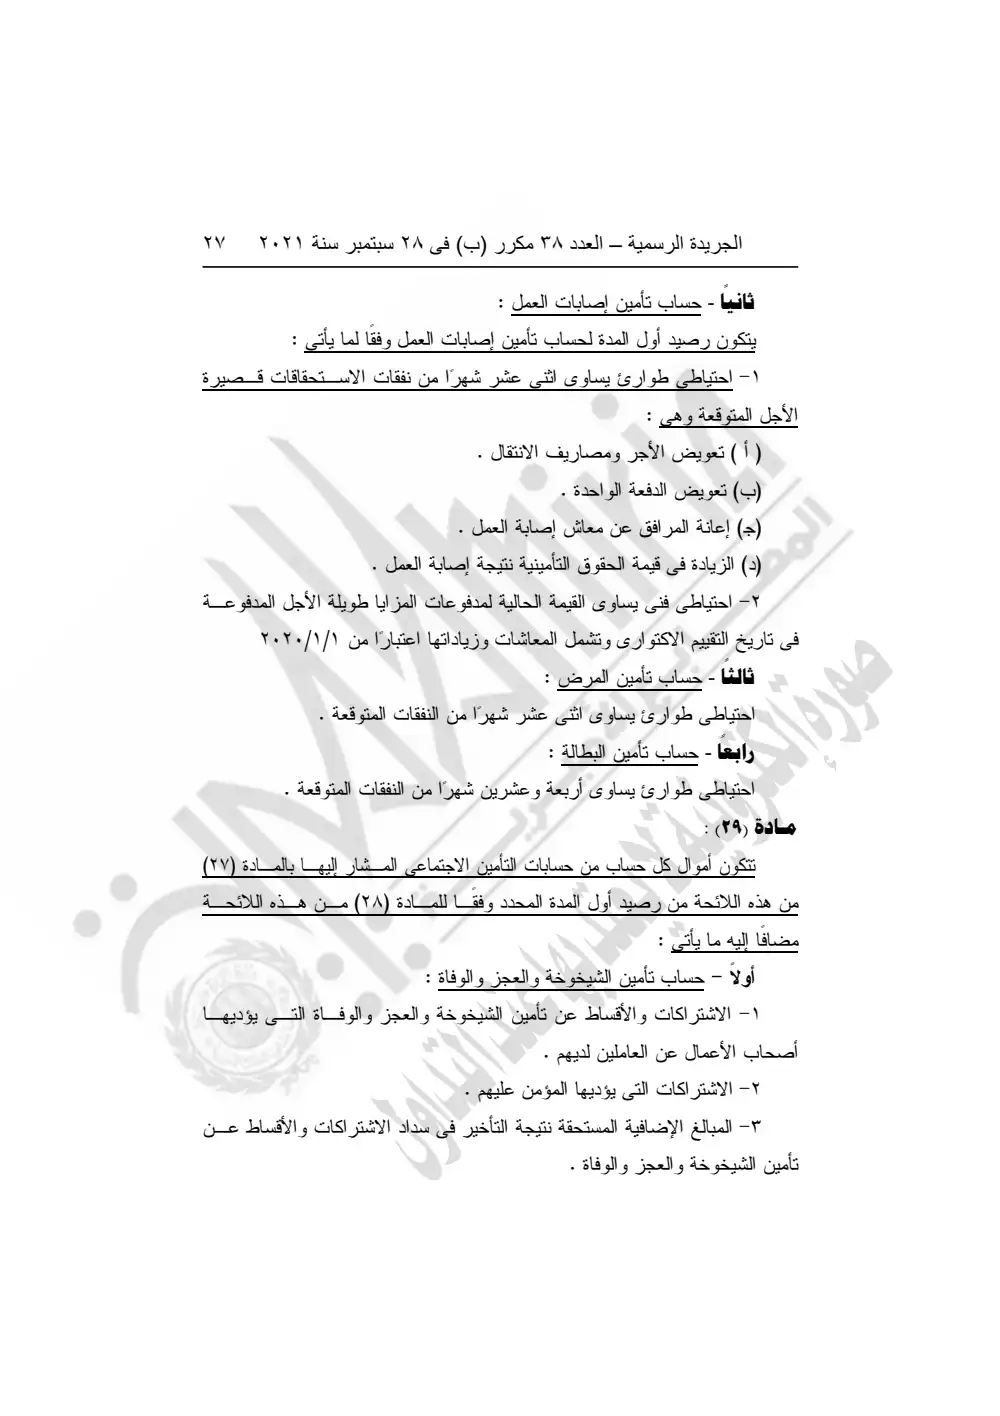 الجريدة الرسمية – العدد ٣٨ مكرر (ب) فى ٢٨ سبتمبر سنة ٢٠٢١ ٢٧
ثانياً - حساب تأمين إصابات العمل :
يتكون رصيد أول المدة لحساب تأمين إصابات العمل وفقًا لما يأتى :
١- احتياطى طوارئ يساوى اثنى عشر شهرًا من نفقات الاستحقاقات قصيرة
الأجل المتوقعة وهى :
( أ ) تعويض الأجر ومصاريف الانتقال .
(ب) تعويض الدفعة الواحدة .
(جـ) إعانة المرافق عن معاش إصابة العمل .
(د) الزيادة فى قيمة الحقوق التأمينية نتيجة إصابة العمل .
٢- احتياطى فنى يساوى القيمة الحالية لمدفوعات المزايا طويلة الأجل المدفوعة
فى تاريخ التقييم الاكتوارى وتشمل المعاشات وزياداتها اعتبارًا من ٢٠٢٠/١/١
ثالثاً - حساب تأمين المرض :
احتياطى طوارئ يساوى اثنى عشر شهرًا من النفقات المتوقعة .
رابعاً - حساب تأمين البطالة :
احتياطى طوارئ يساوى أربعة وعشرين شهرًا من النفقات المتوقعة .
مادة (٢٩) :
تتكون أموال كل حساب من حسابات التأمين الاجتماعى المشار إليها بالمادة (٢٧)
من هذه اللائحة من رصيد أول المدة المحدد وفقًا للمادة (٢٨) من هذه اللائحة
مضافًا إليه ما يأتى :
أولاً – حساب تأمين الشيخوخة والعجز والوفاة :
١- الاشتراكات والأقساط عن تأمين الشيخوخة والعجز والوفاة التى يؤديها
أصحاب الأعمال عن العاملين لديهم .
٢- الاشتراكات التى يؤديها المؤمن عليهم .
٣- المبالغ الإضافية المستحقة نتيجة التأخير فى سداد الاشتراكات والأقساط عن
تأمين الشيخوخة والعجز والوفاة .
صورة إلكترونية لا يعتد بها عند التداول